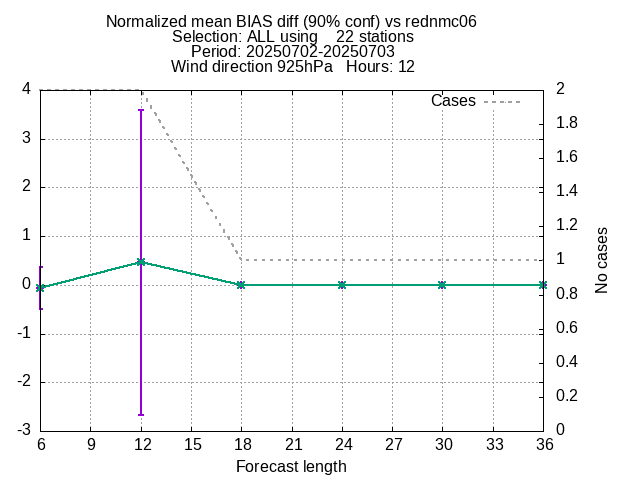 Normalized mean BIAS diff (90% conf) vs rednmc06
Selection: ALL using    22 stations
Period: 20250702-20250703
Wind direction 925hPa   Hours: 12
Cases
4
3
2
1
0
-1
-2
-3
2
1.8
1.6
1.4
1.2
1
0.8
0.6
0.4
0.2
0
No cases
6 9 12 15 18 21 24 27 30 33 36
Forecast length